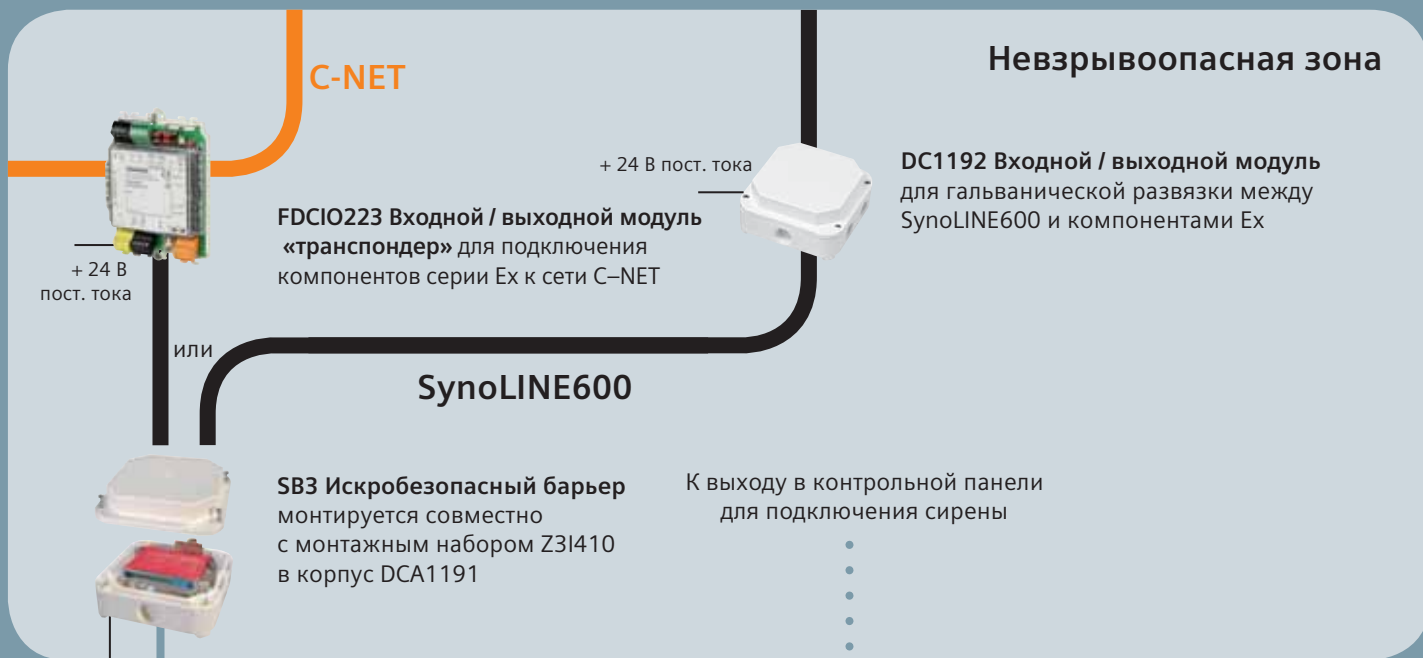 Невзрывоопасная зона
C-NET
+ 24 В пост. тока
DC1192 Входной / выходной модуль
для гальванической развязки между
SynoLINE600 и компонентами Ex
FDCIO223 Входной / выходной модуль
«транспондер» для подключения
компонентов серии Ex к сети C–NET
+ 24 В
пост. тока
или
SynoLINE600
SB3 Искробезопасный барьер
монтируется совместно
с монтажным набором Z3I410
в корпус DCA1191
К выходу в контрольной панели
для подключения сирены